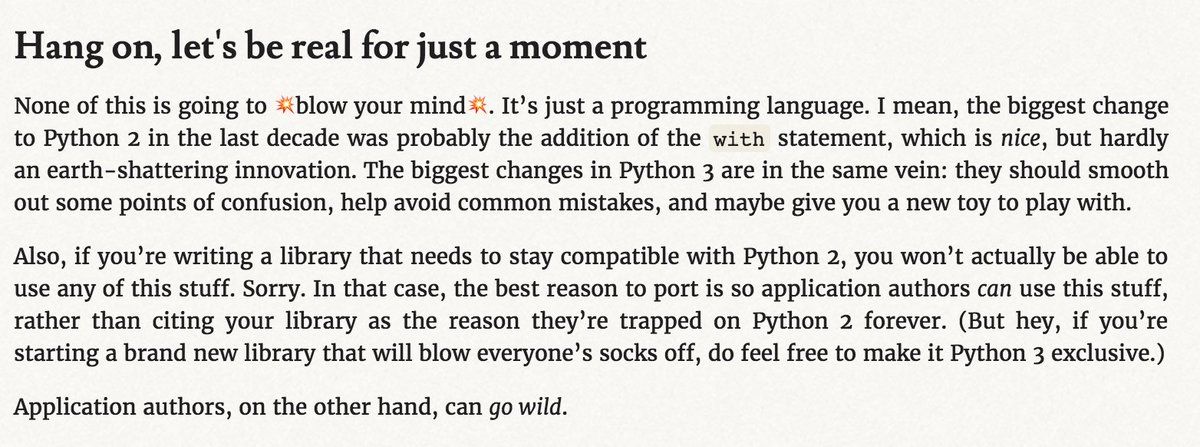 Hang on, let's be real for just a moment
None of this is going to 💥blow your mind💥. It’s just a programming language. I mean, the biggest change
to Python 2 in the last decade was probably the addition of the with statement, which is nice, but hardly
an earth-shattering innovation. The biggest changes in Python 3 are in the same vein: they should smooth
out some points of confusion, help avoid common mistakes, and maybe give you a new toy to play with.
Also, if you’re writing a library that needs to stay compatible with Python 2, you won’t actually be able to
use any of this stuff. Sorry. In that case, the best reason to port is so application authors can use this stuff,
rather than citing your library as the reason they’re trapped on Python 2 forever. (But hey, if you’re
starting a brand new library that will blow everyone’s socks off, do feel free to make it Python 3 exclusive.)
Application authors, on the other hand, can go wild.